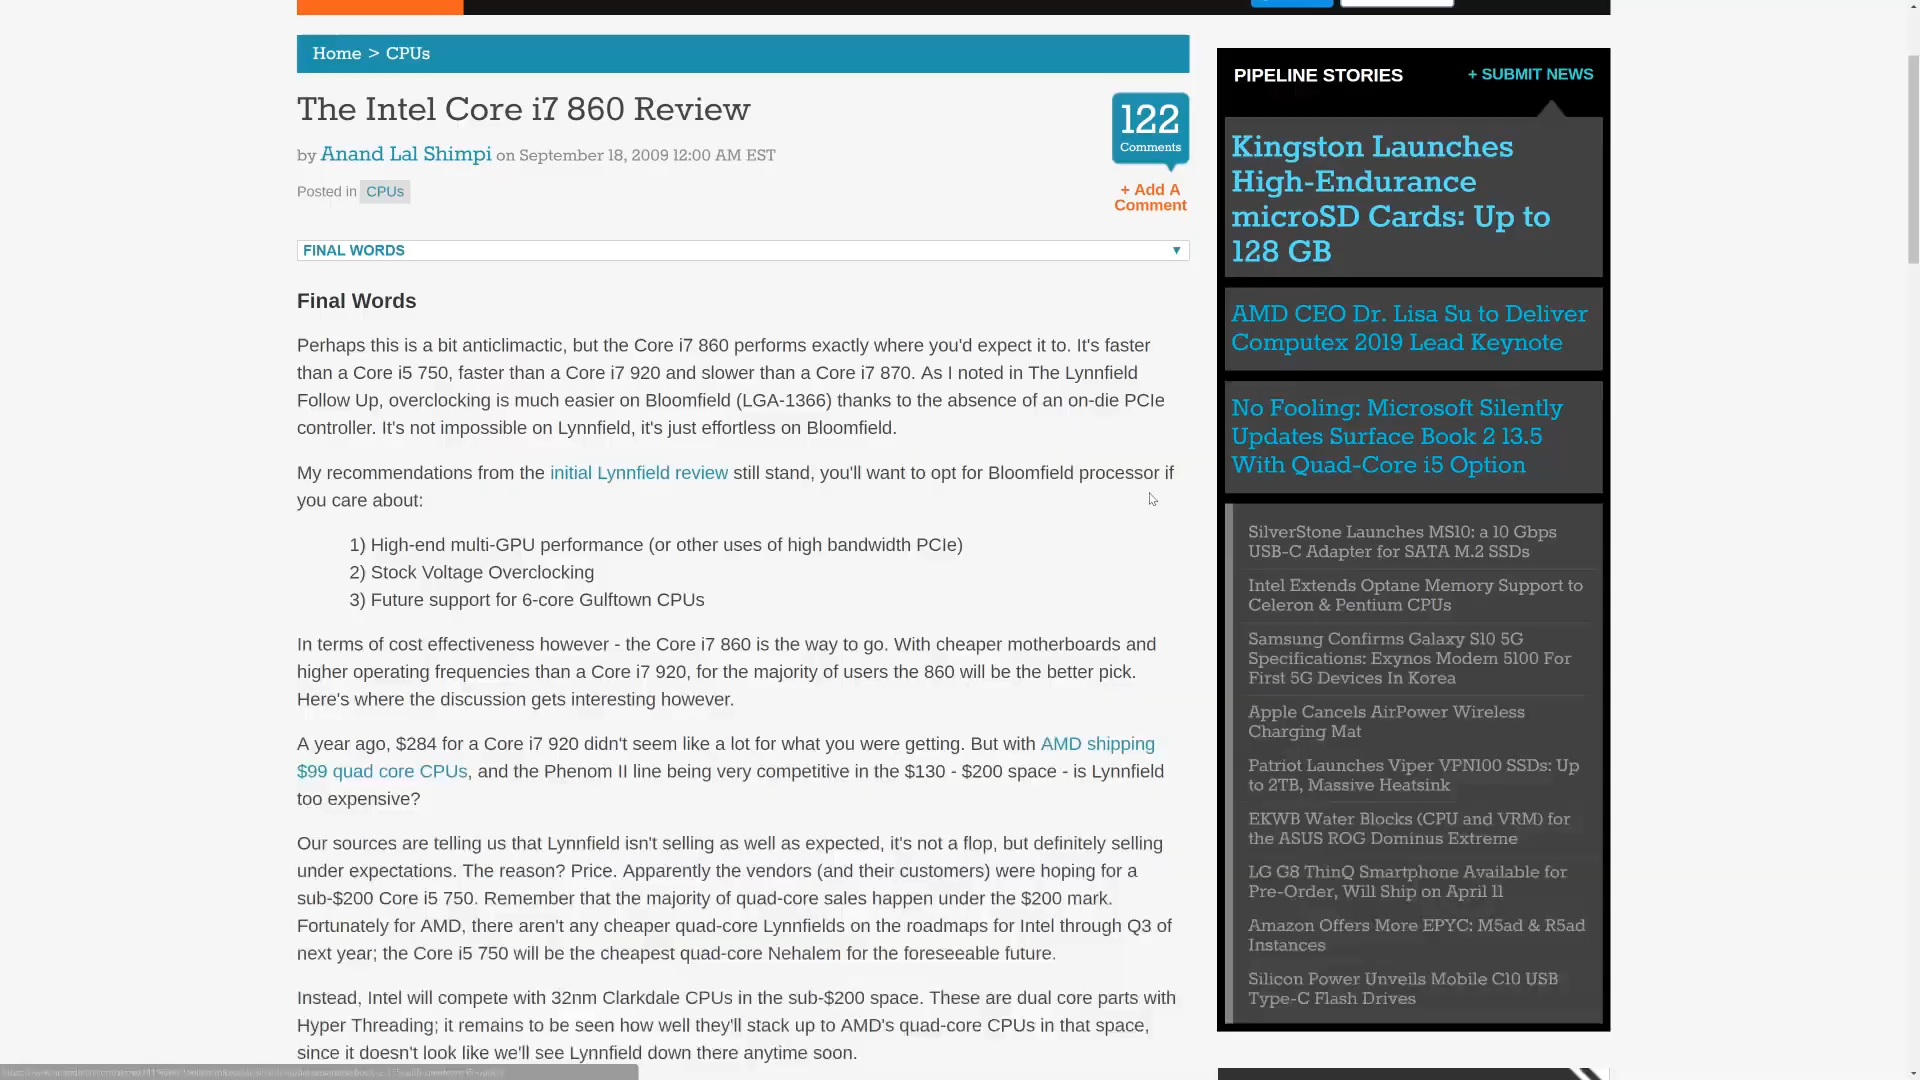 Home > CPUs
The Intel Core i7 860 Review
by Anand Lal Shimpi on September 18, 2009 12:00 AM EST
Posted in CPUs
122
Comments
+ Add A
Comment
FINAL WORDS
Final Words
Perhaps this is a bit anticlimactic, but the Core i7 860 performs exactly where you'd expect it to. It's faster
than a Core i5 750, faster than a Core i7 920 and slower than a Core i7 870. As I noted in The Lynnfield
Follow Up, overclocking is much easier on Bloomfield (LGA-1366) thanks to the absence of an on-die PCIe
controller. It's not impossible on Lynnfield, it's just effortless on Bloomfield.
My recommendations from the initial Lynnfield review still stand, you'll want to opt for Bloomfield processor if
you care about:
1) High-end multi-GPU performance (or other uses of high bandwidth PCIe)
2) Stock Voltage Overclocking
3) Future support for 6-core Gulftown CPUs
In terms of cost effectiveness however - the Core i7 860 is the way to go. With cheaper motherboards and
higher operating frequencies than a Core i7 920, for the majority of users the 860 will be the better pick.
Here's where the discussion gets interesting however.
A year ago, $284 for a Core i7 920 didn't seem like a lot for what you were getting. But with AMD shipping
$99 quad core CPUs, and the Phenom II line being very competitive in the $130 - $200 space - is Lynnfield
too expensive?
Our sources are telling us that Lynnfield isn't selling as well as expected, it's not a flop, but definitely selling
under expectations. The reason? Price. Apparently the vendors (and their customers) were hoping for a
sub-$200 Core i5 750. Remember that the majority of quad-core sales happen under the $200 mark.
Fortunately for AMD, there aren't any cheaper quad-core Lynnfields on the roadmaps for Intel through Q3 of
next year; the Core i5 750 will be the cheapest quad-core Nehalem for the foreseeable future.
Instead, Intel will compete with 32nm Clarkdale CPUs in the sub-$200 space. These are dual core parts with
Hyper Threading; it remains to be seen how well they'll stack up to AMD's quad-core CPUs in that space,
since it doesn't look like we'll see Lynnfield down there anytime soon.
PIPELINE STORIES
+ SUBMIT NEWS
Kingston Launches
High-Endurance
microSD Cards: Up to
128 GB
AMD CEO Dr. Lisa Su to Deliver
Computex 2019 Lead Keynote
No Fooling: Microsoft Silently
Updates Surface Book 2 13.5
With Quad-Core i5 Option
SilverStone Launches MS10: a 10 Gbps
USB-C Adapter for SATA M.2 SSDs
Intel Extends Optane Memory Support to
Celeron & Pentium CPUs
Samsung Confirms Galaxy S10 5G
Specifications: Exynos Modem 5100 For
First 5G Devices In Korea
Apple Cancels AirPower Wireless
Charging Mat
Patriot Launches Viper VPN100 SSDs: Up
to 2TB, Massive Heatsink
EKWB Water Blocks (CPU and VRM) for
the ASUS ROG Dominus Extreme
LG G8 ThinQ Smartphone Available for
Pre-Order, Will Ship on April 11
Amazon Offers More EPYC: M5ad & R5ad
Instances
Silicon Power Unveils Mobile C10 USB
Type-C Flash Drives